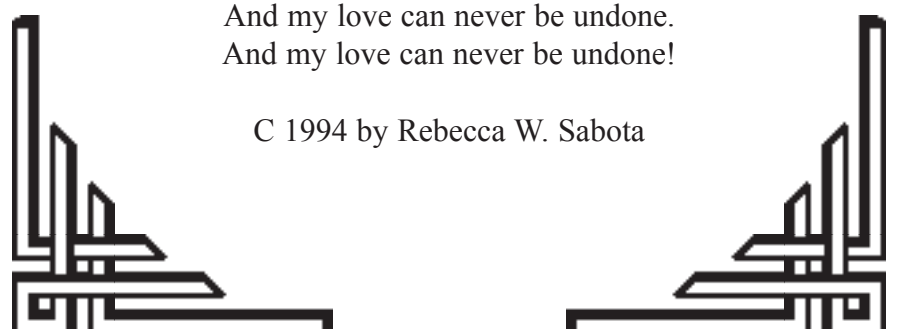 And my love can never be undone.
And my love can never be undone!
C 1994 by Rebecca W. Sabota